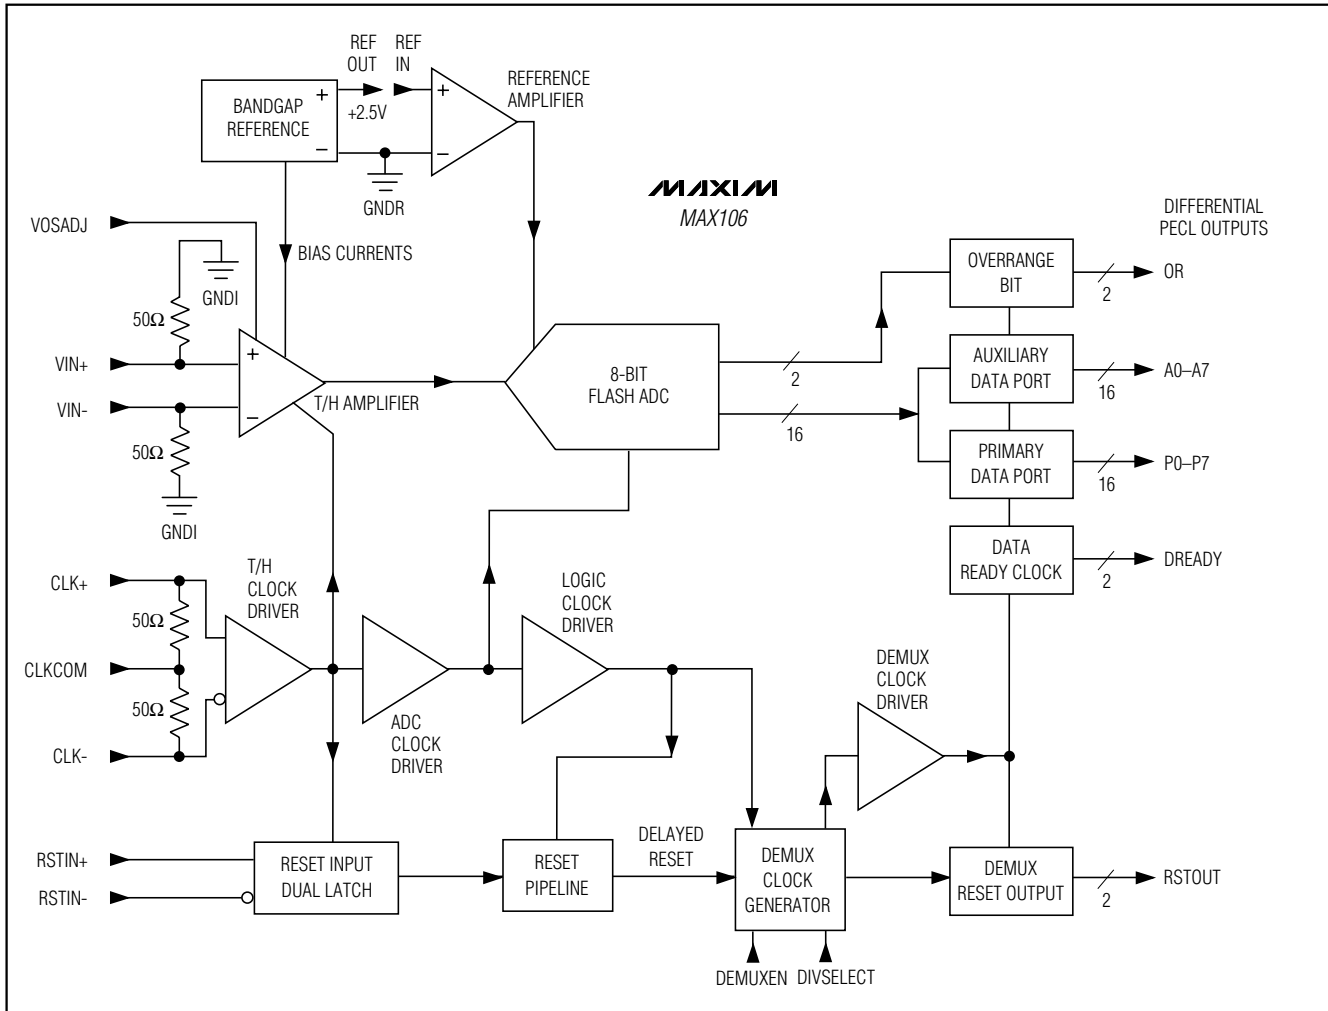 REF
OUT
REF
IN
+2.5V
BANDGAP
REFERENCE
+
−
+
−
REFERENCE
AMPLIFIER
GNDR
MAXIM
MAX106
DIFFERENTIAL
PECL OUTPUTS
VOSADJ
BIAS CURRENTS
GNDI
50Ω
VIN+
VIN-
+
−
T/H AMPLIFIER
50Ω
GNDI
8-BIT
FLASH ADC
2
16
OVERRANGE
BIT
2
OR
AUXILIARY
DATA PORT
16
A0–A7
PRIMARY
DATA PORT
16
P0–P7
DATA
READY CLOCK
2
DREADY
CLK+
50Ω
CLKCOM
50Ω
CLK-
T/H
CLOCK
DRIVER
ADC
CLOCK
DRIVER
LOGIC
CLOCK
DRIVER
DEMUX
CLOCK
DRIVER
RSTIN+
RSTIN-
RESET INPUT
DUAL LATCH
RESET
PIPELINE
DELAYED
RESET
DEMUX
CLOCK
GENERATOR
DEMUX
RESET OUTPUT
2
RSTOUT
DEMUXEN
DIVSELECT